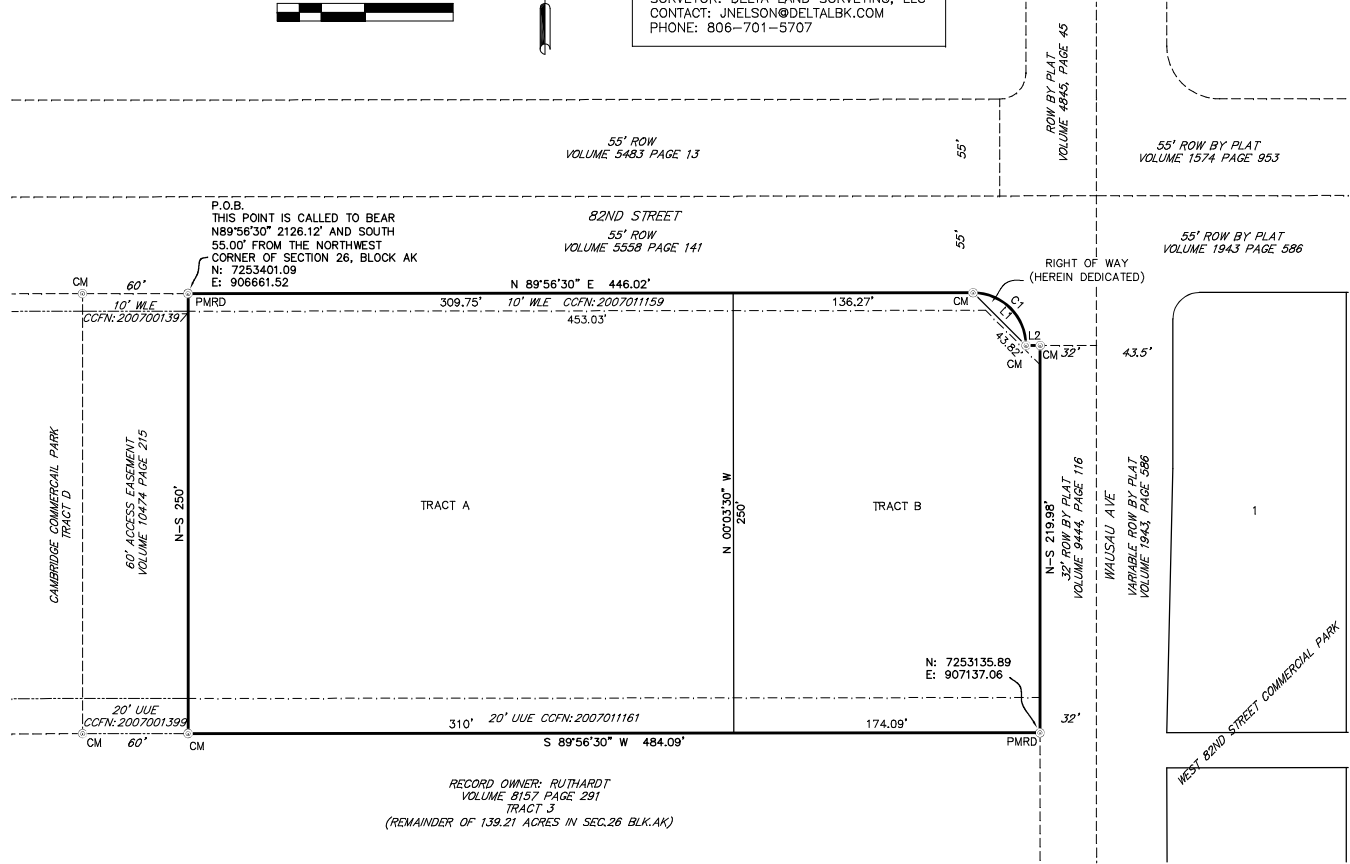 SURVEYOR: DELTA LAND SURVEYING, LLC
CONTACT: JNELSON@DELTALBK.COM
PHONE: 806-701-5707
ROW BY PLAT
VOLUME 4845, PAGE 45
55' ROW
VOLUME 5483 PAGE 13
55'
55' ROW BY PLAT
VOLUME 1574 PAGE 953
P.O.B.
THIS POINT IS CALLED TO BEAR
N89°56'30" 2126.12' AND SOUTH
55.00' FROM THE NORTHWEST
CORNER OF SECTION 26, BLOCK AK
N: 7253401.09
E: 906661.52
82ND STREET
55' ROW
VOLUME 5558 PAGE 141
55'
55' ROW BY PLAT
VOLUME 1943 PAGE 586
RIGHT OF WAY
(HEREIN DEDICATED)
CM
60'
N 89°56'30" E 446.02'
10' WLE
CCFN:2007001397
PMRD
309.75'
10' WLE CCFN:2007011159
453.03'
136.27'
CM
C1
L1
43.82'
L2
CM
CM
32'
43.5'
CAMBRIDGE COMMERCAIL PARK
TRACT D
60' ACCESS EASEMENT
VOLUME 10474 PAGE 215
N-S 250'
TRACT A
N 00°03'30" W
250'
TRACT B
N-S 219.98'
32' ROW BY PLAT
VOLUME 9444, PAGE 116
WAUSAU AVE
VARIABLE ROW BY PLAT
VOLUME 1943, PAGE 586
1
WEST 82ND STREET COMMERCIAL PARK
N: 7253135.89
E: 907137.06
20' UUE
CCFN:2007001399
CM
60'
CM
310'
20' UUE CCFN:2007011161
174.09'
S 89°56'30" W 484.09'
PMRD
32'
RECORD OWNER: RUTHARDT
VOLUME 8157 PAGE 291
TRACT 3
(REMAINDER OF 139.21 ACRES IN SEC.26 BLK.AK)